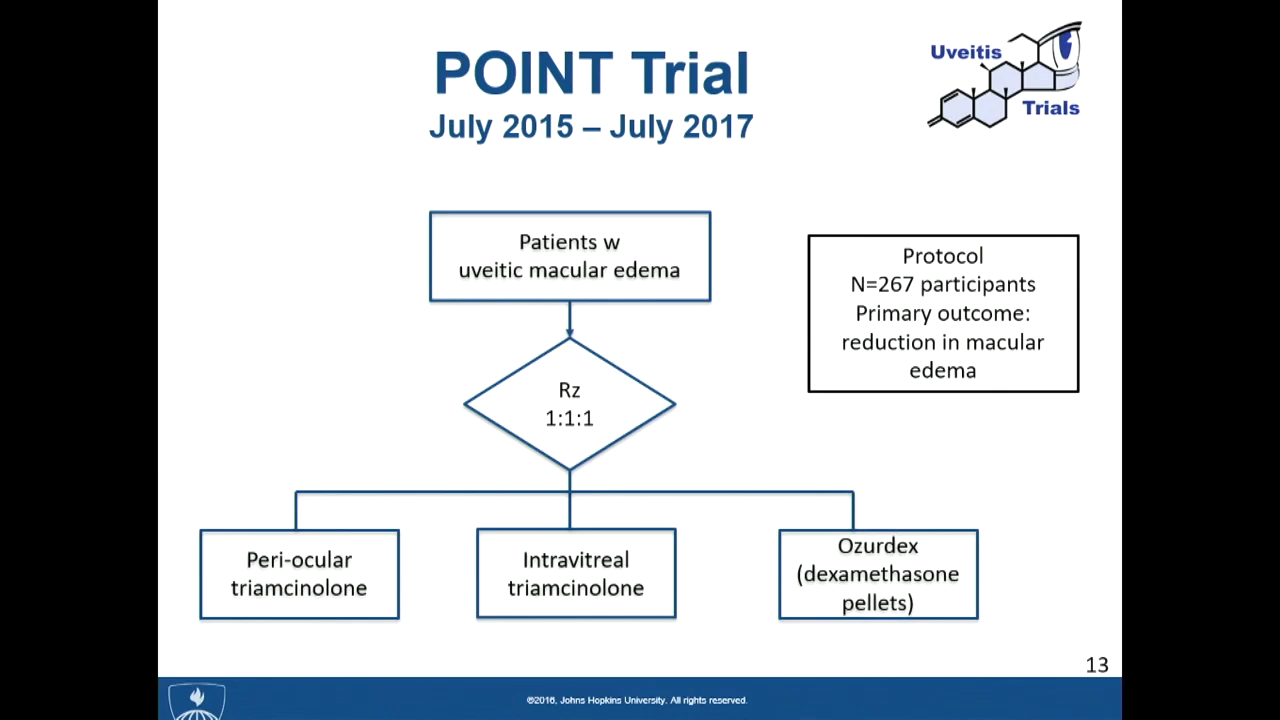 POINT Trial
July 2015 – July 2017
Uveitis
Trials
Patients w
uveitic macular edema
Protocol
N=267 participants
Primary outcome:
reduction in macular
edema
Rz
1:1:1
Peri-ocular
triamcinolone
Intravitreal
triamcinolone
Ozurdex
(dexamethasone
pellets)
13
©2016, Johns Hopkins University. All rights reserved.